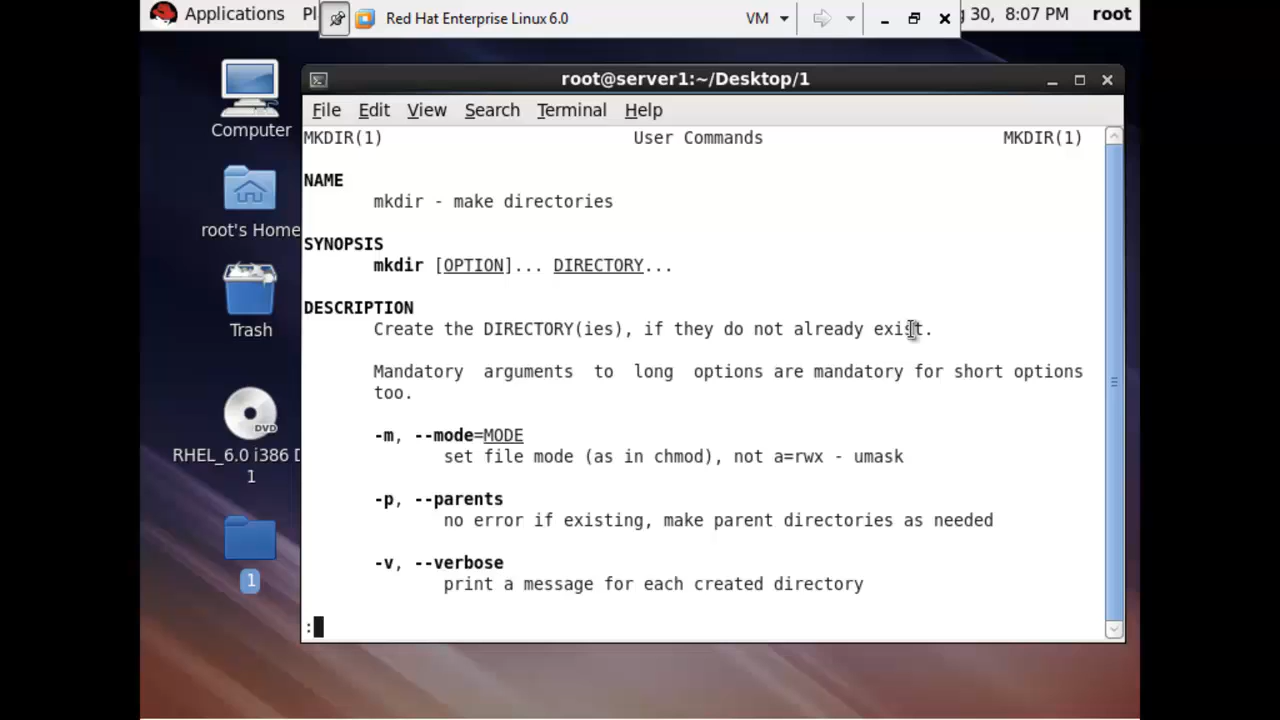 Applications Pl
Red Hat Enterprise Linux 6.0
VM
30, 8:07 PM root
Computer
root's Home
Trash
DVD
RHEL_6.0 i386 D
1
1
root@server1:~/Desktop/1
File Edit View Search Terminal Help
MKDIR(1) User Commands MKDIR(1)
NAME
mkdir - make directories
SYNOPSIS
mkdir [OPTION]... DIRECTORY...
DESCRIPTION
Create the DIRECTORY(ies), if they do not already exist.
Mandatory arguments to long options are mandatory for short options
too.
-m, --mode=MODE
set file mode (as in chmod), not a=rwx - umask
-p, --parents
no error if existing, make parent directories as needed
-v, --verbose
print a message for each created directory
: